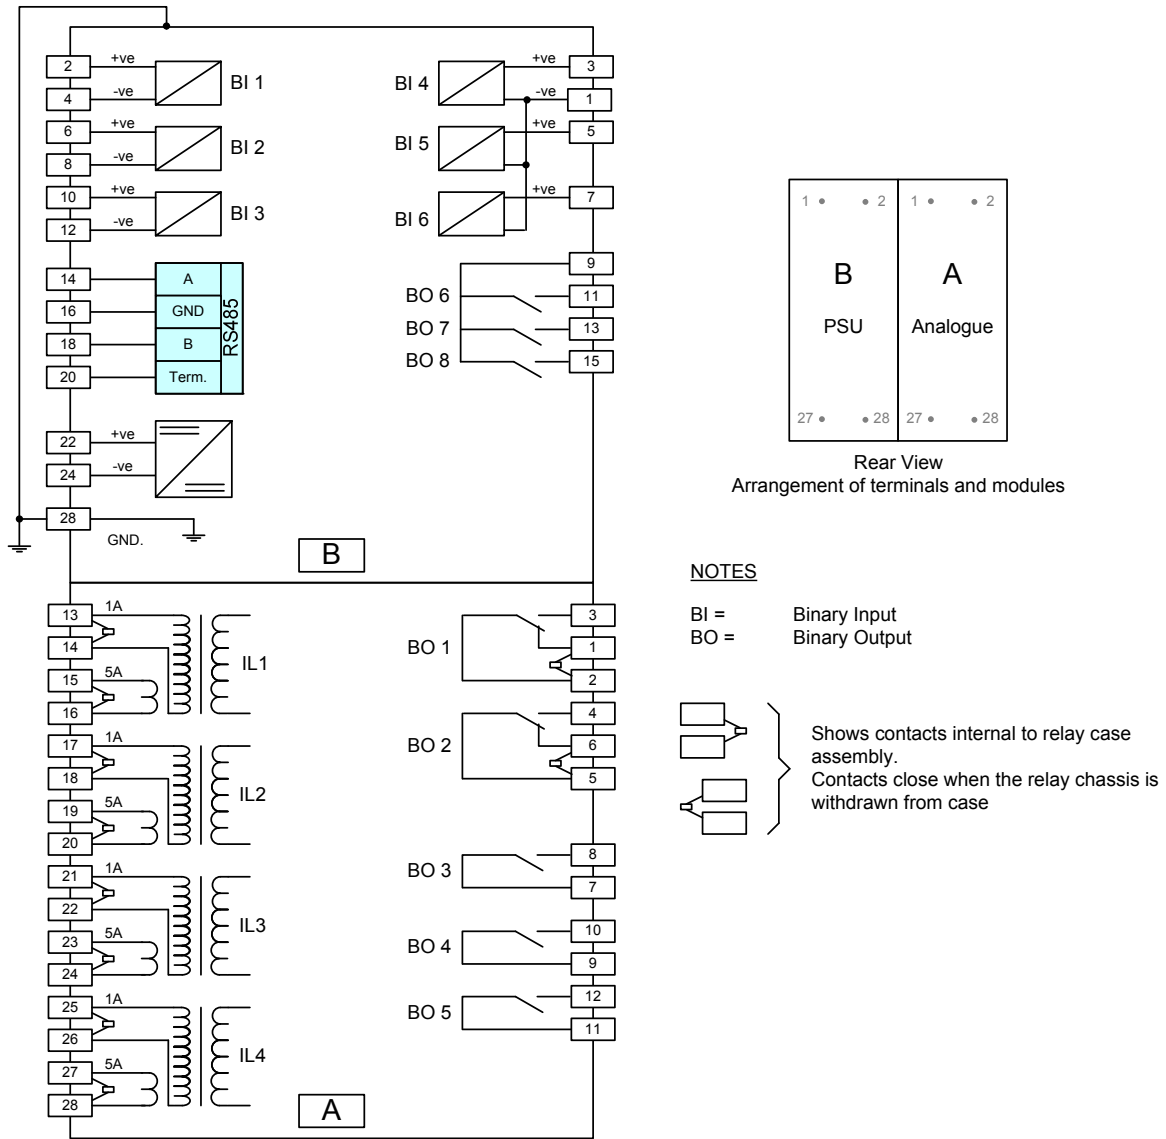 2 +ve
4 -ve
BI 1
6 +ve
8 -ve
BI 2
10 +ve
12 -ve
BI 3
14 A
16 GND
18 B
20 Term.
RS485
22 +ve
24 -ve
28
GND.
B
BI 4 +ve 3
-ve 1
BI 5 +ve 5
BI 6 +ve 7
9
BO 6 11
BO 7 13
BO 8 15
13 1A
14
15 5A
16
IL1
17 1A
18
19 5A
20
IL2
21 1A
22
23 5A
24
IL3
25 1A
26
27 5A
28
IL4
A
BO 1
3
1
2
BO 2
4
6
5
BO 3
8
7
BO 4
10
9
BO 5
12
11
1 2 1 2
B A
PSU Analogue
27 28 27 28
Rear View
Arrangement of terminals and modules
NOTES
BI = Binary Input
BO = Binary Output
Shows contacts internal to relay case
assembly.
Contacts close when the relay chassis is
withdrawn from case